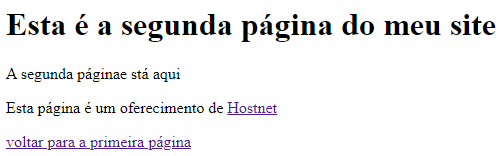 Esta é a segunda página do meu site
A segunda páginae stá aqui
Esta página é um oferecimento de Hostnet
voltar para a primeira página